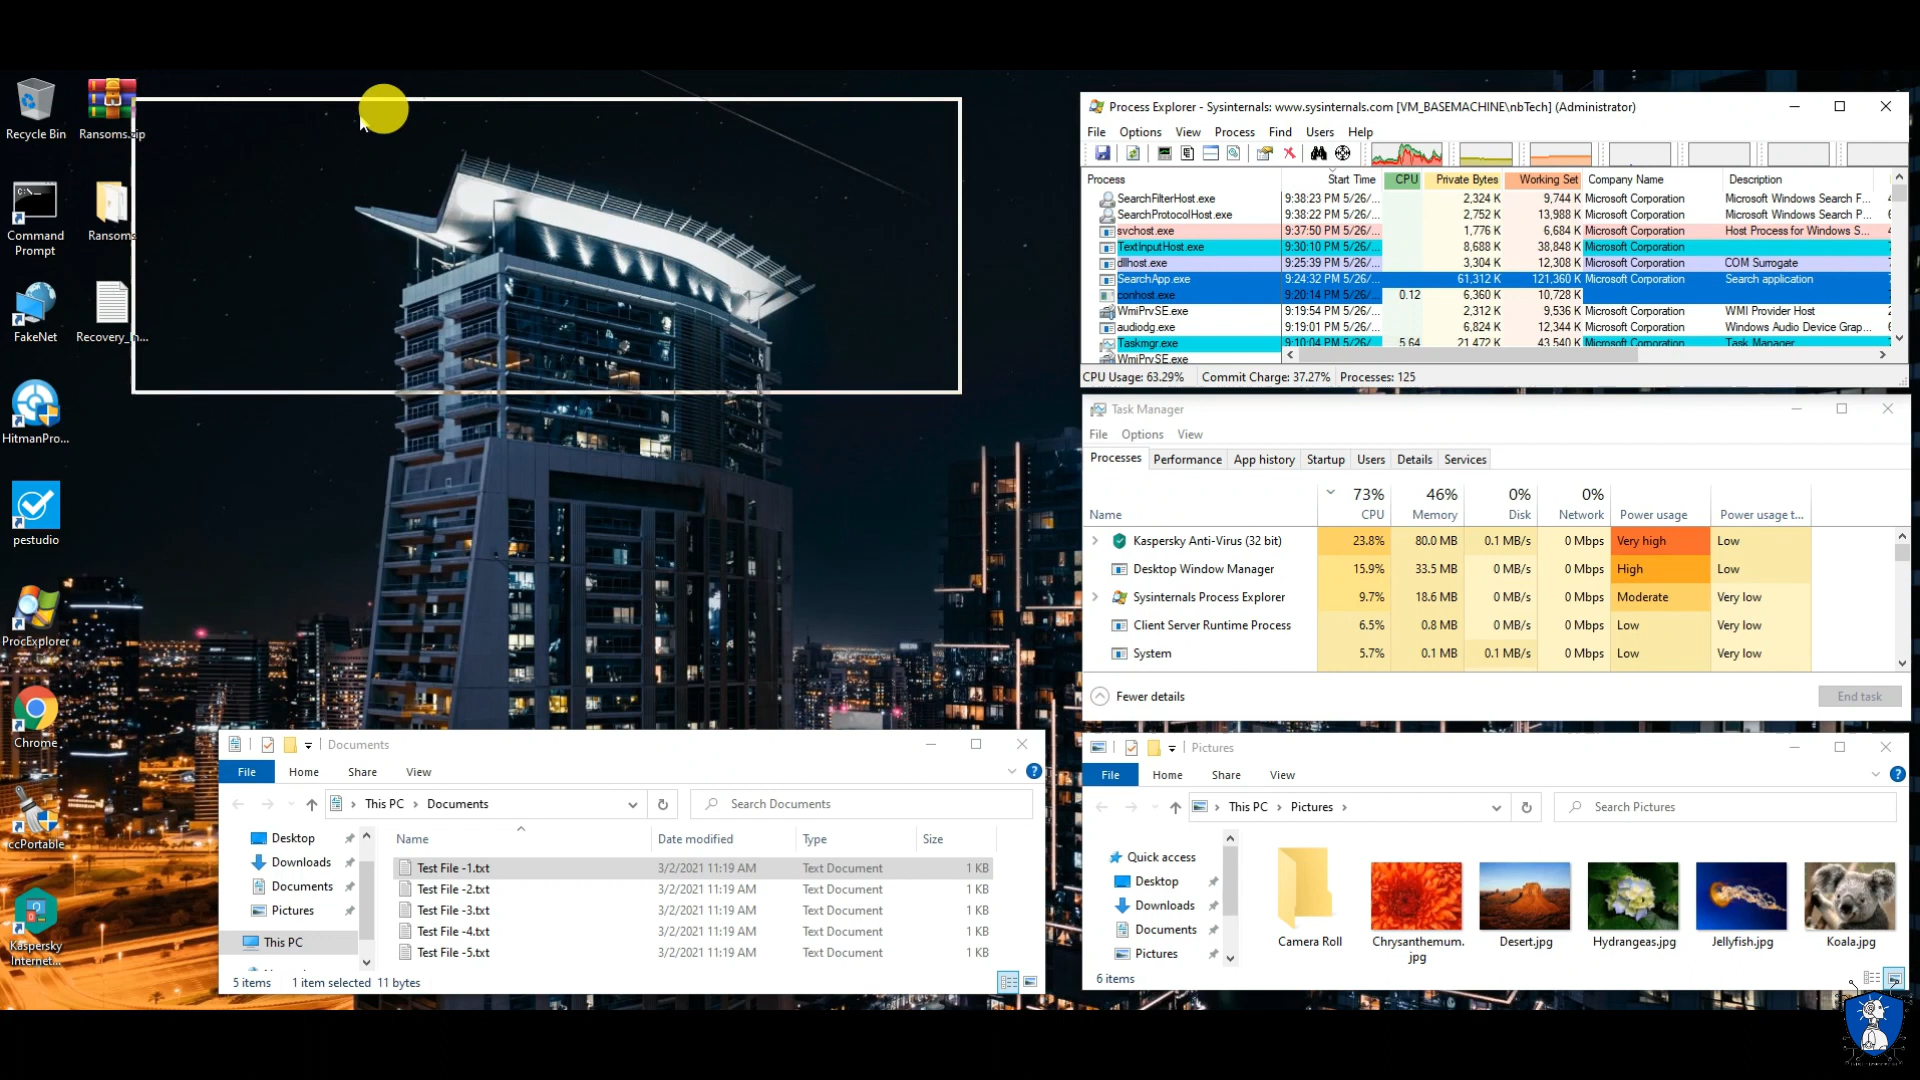 Recycle Bin
Ransoms.zip
Command
Prompt
Ransoms
FakeNet
Recovery_In...
HitmanPro...
pestudio
ProcExplorer
Chrome
ccPortable
Kaspersky
Internet...
Process Explorer - Sysinternals: www.sysinternals.com [VM_BASEMACHINE\nbTech] (Administrator)
File Options View Process Find Users Help
Process Start Time CPU Private Bytes Working Set Company Name Description
SearchFilterHost.exe 9:38:23 PM 5/26/... 2,324 K 9,744 K Microsoft Corporation Microsoft Windows Search F...
SearchProtocolHost.exe 9:38:22 PM 5/26/... 2,752 K 13,988 K Microsoft Corporation Microsoft Windows Search P...
svchost.exe 9:37:50 PM 5/26/... 1,776 K 6,684 K Microsoft Corporation Host Process for Windows S...
TextInputHost.exe 9:30:10 PM 5/26/... 8,688 K 38,848 K Microsoft Corporation
dllhost.exe 9:25:39 PM 5/26/... 3,304 K 12,308 K Microsoft Corporation COM Surrogate
SearchApp.exe 9:24:32 PM 5/26/... 61,312 K 121,360 K Microsoft Corporation Search application
conhost.exe 9:20:14 PM 5/26/... 0.12 6,360 K 10,728 K
WmiPrvSE.exe 9:19:54 PM 5/26/... 2,312 K 9,536 K Microsoft Corporation WMI Provider Host
audiodg.exe 9:19:01 PM 5/26/... 6,824 K 12,344 K Microsoft Corporation Windows Audio Device Grap...
Taskmgr.exe 9:10:04 PM 5/26/... 5.64 21,472 K 43,540 K Microsoft Corporation Task Manager
WmiPrvSE.exe
CPU Usage: 63.29% Commit Charge: 37.27% Processes: 125
Task Manager
File Options View
Processes Performance App history Startup Users Details Services
73% 46% 0% 0%
Name CPU Memory Disk Network Power usage Power usage t...
Kaspersky Anti-Virus (32 bit) 23.8% 80.0 MB 0.1 MB/s 0 Mbps Very high Low
Desktop Window Manager 15.9% 33.5 MB 0 MB/s 0 Mbps High Low
Sysinternals Process Explorer 9.7% 18.6 MB 0 MB/s 0 Mbps Moderate Very low
Client Server Runtime Process 6.5% 0.8 MB 0 MB/s 0 Mbps Low Very low
System 5.7% 0.1 MB 0.1 MB/s 0 Mbps Low Very low
Fewer details End task
Documents
File Home Share View
This PC Documents Search Documents
Desktop
Downloads
Documents
Pictures
This PC
Name Date modified Type Size
Test File -1.txt 3/2/2021 11:19 AM Text Document 1 KB
Test File -2.txt 3/2/2021 11:19 AM Text Document 1 KB
Test File -3.txt 3/2/2021 11:19 AM Text Document 1 KB
Test File -4.txt 3/2/2021 11:19 AM Text Document 1 KB
Test File -5.txt 3/2/2021 11:19 AM Text Document 1 KB
5 items 1 item selected 11 bytes
Pictures
File Home Share View
This PC Pictures Search Pictures
Quick access
Desktop
Downloads
Documents
Pictures
Camera Roll
Chrysanthemum.
jpg
Desert.jpg
Hydrangeas.jpg
Jellyfish.jpg
Koala.jpg
6 items